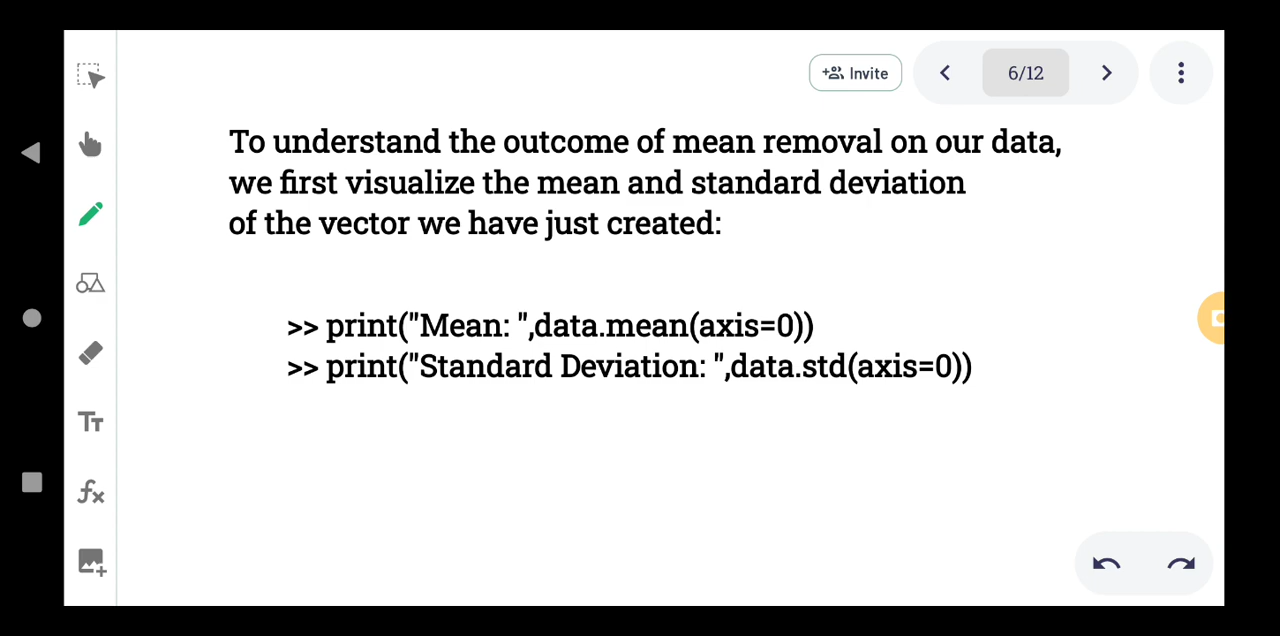 Invite
6/12
To understand the outcome of mean removal on our data,
we first visualize the mean and standard deviation
of the vector we have just created:
>> print("Mean: ",data.mean(axis=0))
>> print("Standard Deviation: ",data.std(axis=0))
TT
fx